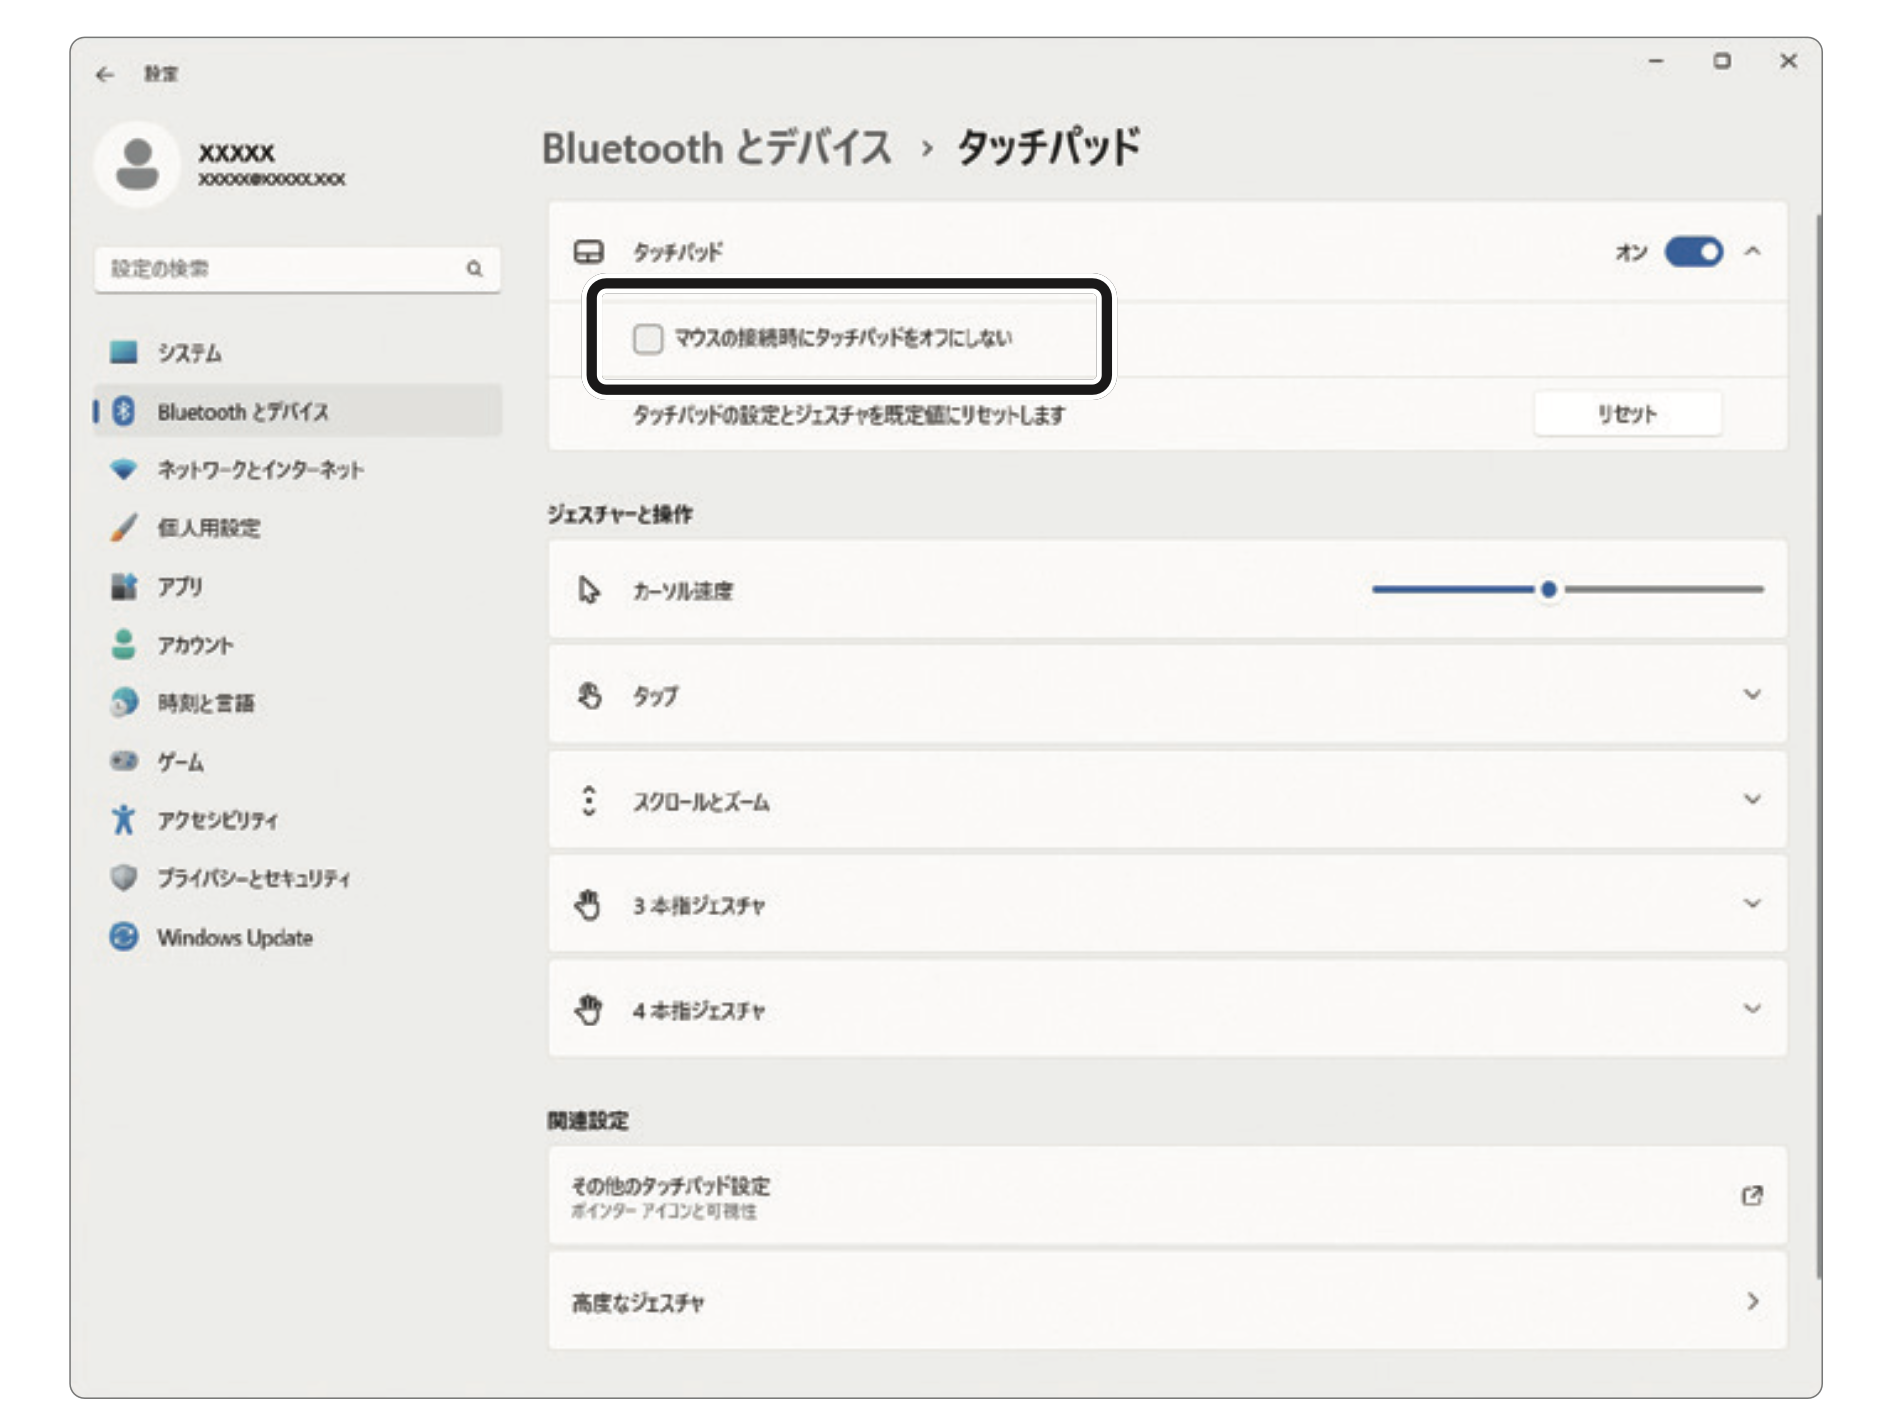 設定
XXXXX
XXXXX@XXXXX.XXX
設定の検索
システム
Bluetooth とデバイス
ネットワークとインターネット
個人用設定
アプリ
アカウント
時刻と言語
ゲーム
アクセシビリティ
プライバシーとセキュリティ
Windows Update
Bluetooth とデバイス › タッチパッド
タッチパッド
オン
マウスの接続時にタッチパッドをオフにしない
タッチパッドの設定とジェスチャを既定値にリセットします
リセット
ジェスチャーと操作
カーソル速度
タップ
スクロールとズーム
3 本指ジェスチャ
4 本指ジェスチャ
関連設定
その他のタッチパッド設定
ポインター アイコンと可視性
高度なジェスチャ